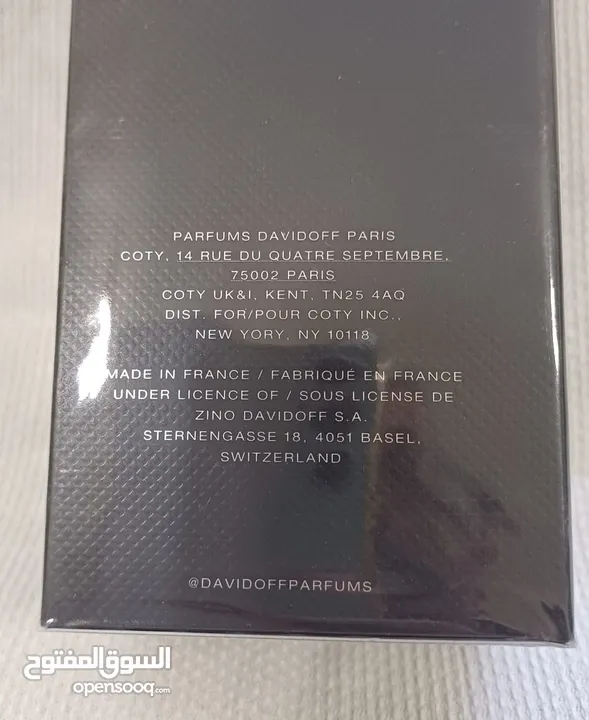 PARFUMS DAVIDOFF PARIS
COTY, 14 RUE DU QUATRE SEPTEMBRE,
75002 PARIS
COTY UK&I, KENT, TN25 4AQ
DIST. FOR/POUR COTY INC.,
NEW YORK, NY 10118
MADE IN FRANCE / FABRIQUÉ EN FRANCE
UNDER LICENCE OF / SOUS LICENSE DE
ZINO DAVIDOFF S.A.
STERNENGASSE 18, 4051 BASEL,
SWITZERLAND
@DAVIDOFFPARFUMS
السوق المفتوح
opensooq.com